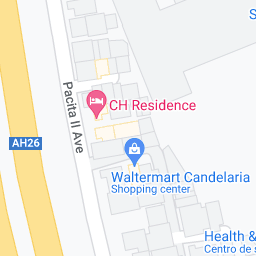 S
CH Residence
Pacita II Ave
AH26
Waltermart Candelaria
Shopping center
Health &
Centro de s